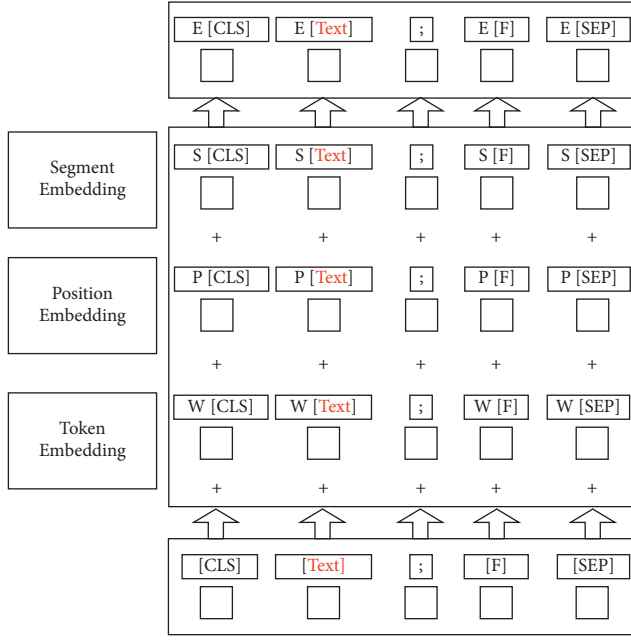 E [CLS] E [Text] ; E [F] E [SEP]
Segment
Embedding
S [CLS] S [Text] ; S [F] S [SEP]
+ + + + +
Position
Embedding
P [CLS] P [Text] ; P [F] P [SEP]
+ + + + +
Token
Embedding
W [CLS] W [Text] ; W [F] W [SEP]
+ + + + +
[CLS] [Text] ; [F] [SEP]